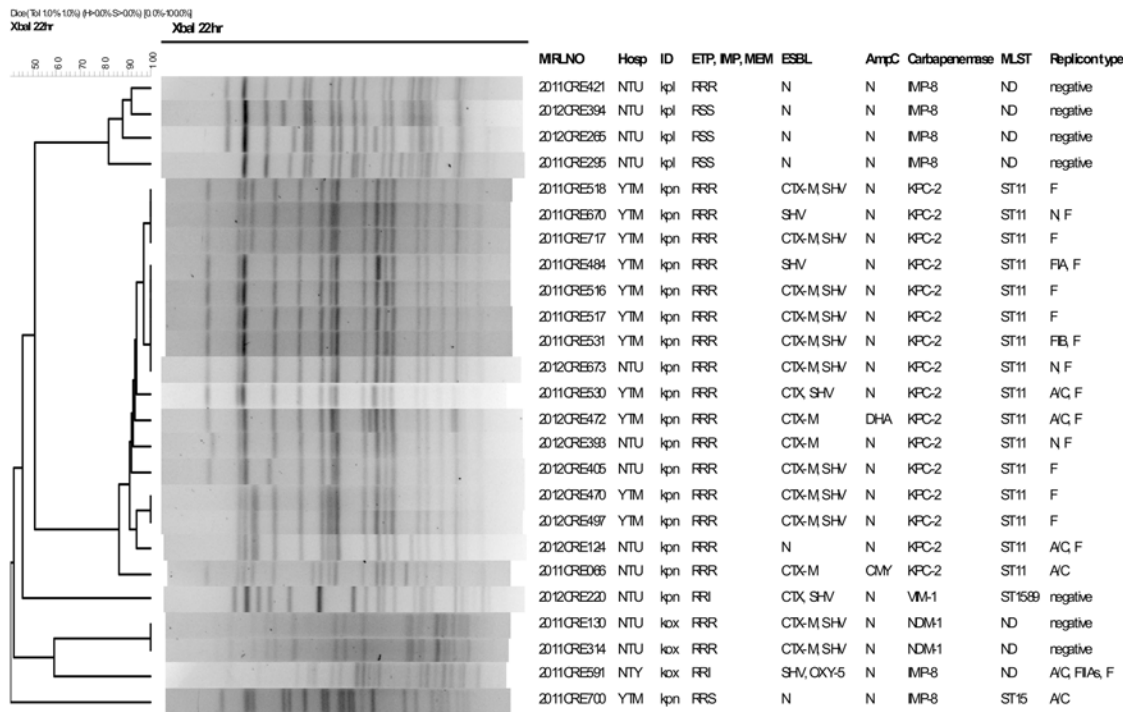 Dice (Tol 1.0%-1.0%) (H>0.0% S>0.0%) [0.0%-100.0%]
XbaI 22hr XbaI 22hr
50 60 70 80 90 100
MIRLNO Hosp ID ETP, IMP, MEM ESBL AmpC Carbapenemase MLST Replicon type
2011CRE421 NTU kpl RRR N N IMP-8 ND negative
2012CRE394 NTU kpl RSS N N IMP-8 ND negative
2012CRE265 NTU kpl RSS N N IMP-8 ND negative
2011CRE295 NTU kpl RSS N N IMP-8 ND negative
2011CRE518 YTM kpn RRR CTX-M, SHV N KPC-2 ST11 F
2011CRE670 YTM kpn RRR SHV N KPC-2 ST11 N, F
2011CRE717 YTM kpn RRR CTX-M, SHV N KPC-2 ST11 F
2011CRE484 YTM kpn RRR SHV N KPC-2 ST11 FIA, F
2011CRE516 YTM kpn RRR CTX-M, SHV N KPC-2 ST11 F
2011CRE517 YTM kpn RRR CTX-M, SHV N KPC-2 ST11 F
2011CRE531 YTM kpn RRR CTX-M, SHV N KPC-2 ST11 FIB, F
2012CRE673 NTU kpn RRR CTX-M, SHV N KPC-2 ST11 N, F
2011CRE530 YTM kpn RRR CTX, SHV N KPC-2 ST11 A/C, F
2012CRE472 YTM kpn RRR CTX-M DHA KPC-2 ST11 A/C, F
2012CRE393 NTU kpn RRR CTX-M N KPC-2 ST11 N, F
2012CRE405 NTU kpn RRR CTX-M, SHV N KPC-2 ST11 F
2012CRE470 YTM kpn RRR CTX-M, SHV N KPC-2 ST11 F
2012CRE497 YTM kpn RRR CTX-M, SHV N KPC-2 ST11 F
2012CRE124 NTU kpn RRR N N KPC-2 ST11 A/C, F
2011CRE066 NTU kpn RRR CTX-M CMY KPC-2 ST11 A/C
2012CRE220 NTU kpn RRI CTX, SHV N VIM-1 ST1589 negative
2011CRE130 NTU kox RRR CTX-M, SHV N NDM-1 ND negative
2011CRE314 NTU kox RRR CTX-M, SHV N NDM-1 ND negative
2011CRE591 NTY kox RRI SHV, OXY-5 N IMP-8 ND A/C, FIIAs, F
2011CRE700 YTM kpn RRS N N IMP-8 ST15 A/C